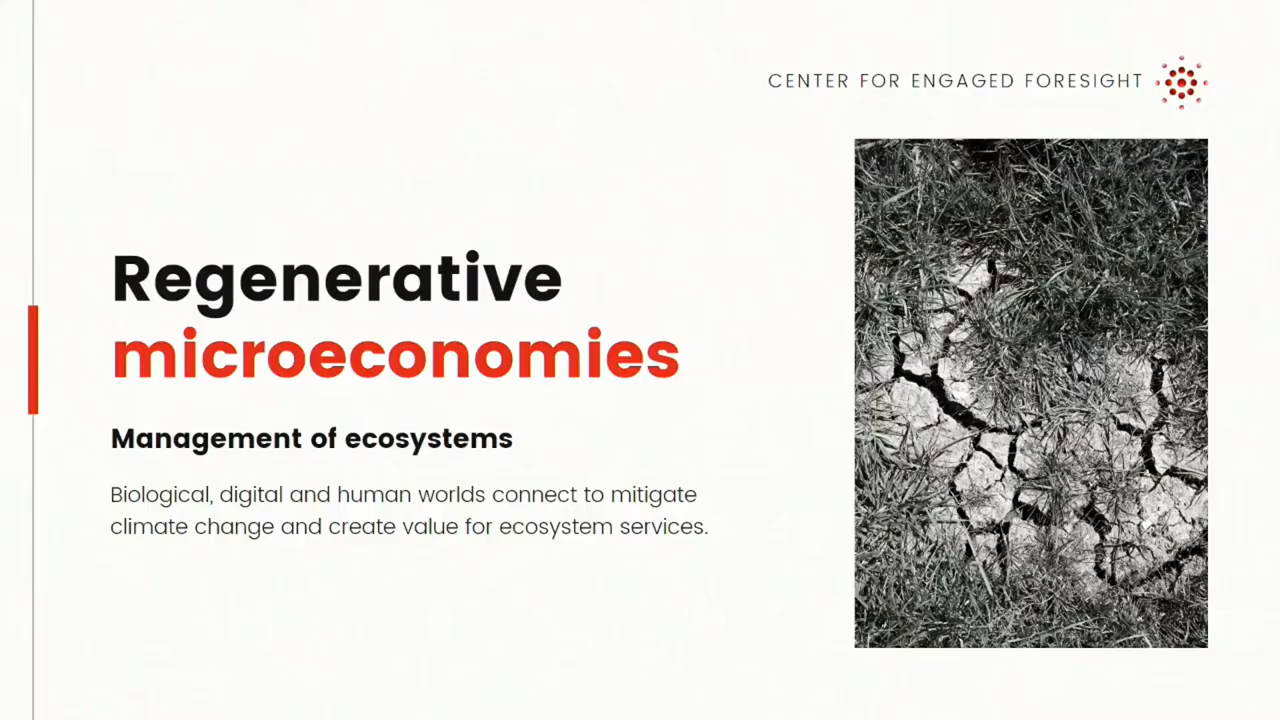 CENTER FOR ENGAGED FORESIGHT
Regenerative
microeconomies
Management of ecosystems
Biological, digital and human worlds connect to mitigate
climate change and create value for ecosystem services.